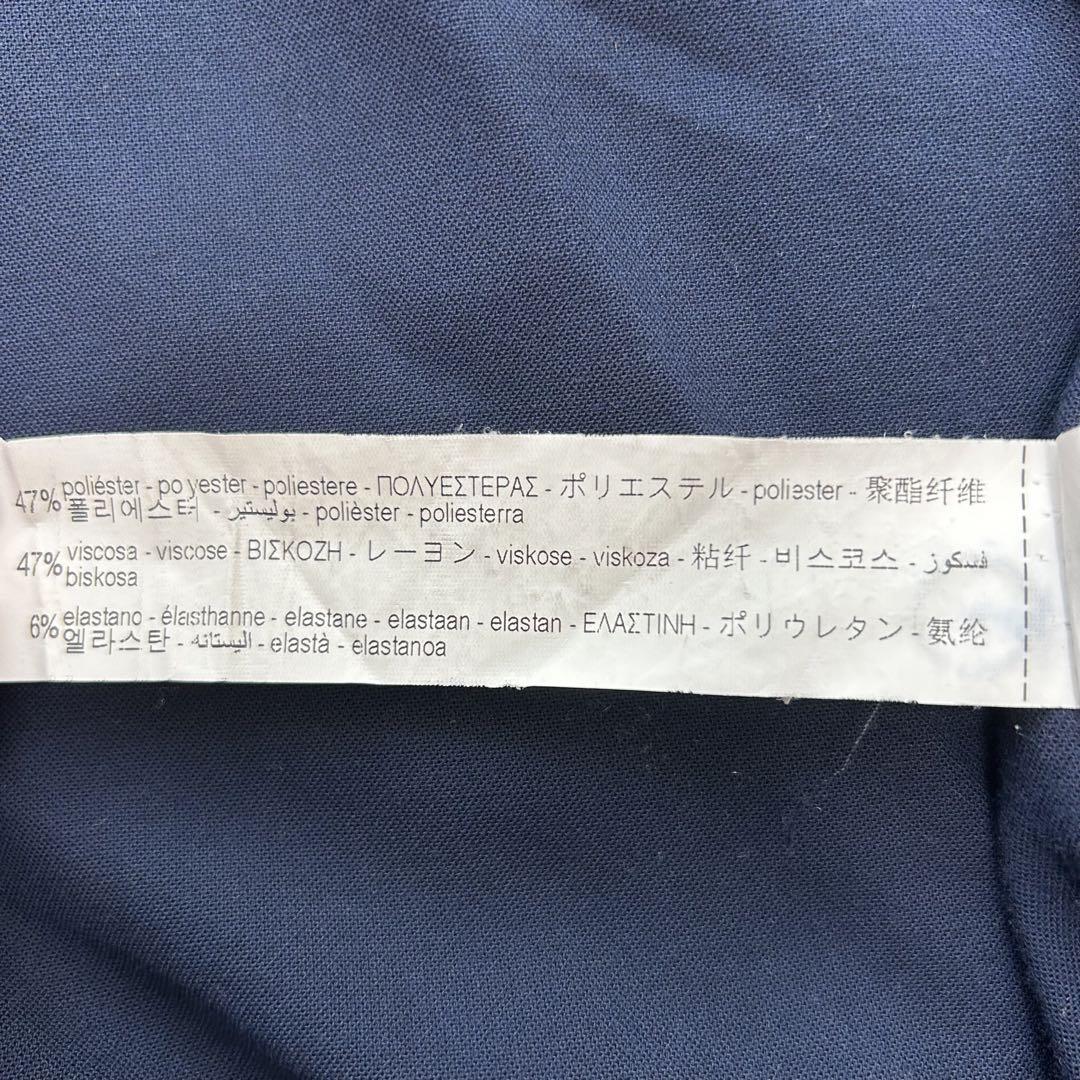 47% poliéster - poyester - poliestere - ΠΟΛΥΕΣΤΕΡΑΣ - ポリエステル - poliester - 聚酯纤维
폴리에스터 - بوليستير - polièster - poliesterra
47% viscosa - viscose - ΒΙΣΚΟΖΗ - レーヨン - viskose - viskoza - 粘纤 - 비스코스 - فسكوز
biskosa
6% elastano - élasthanne - elastane - elastaan - elastan - ΕΛΑΣΤΙΝΗ - ポリウレタン - 氨纶
엘라스탄 - اليستانه - elastà - elastanoa